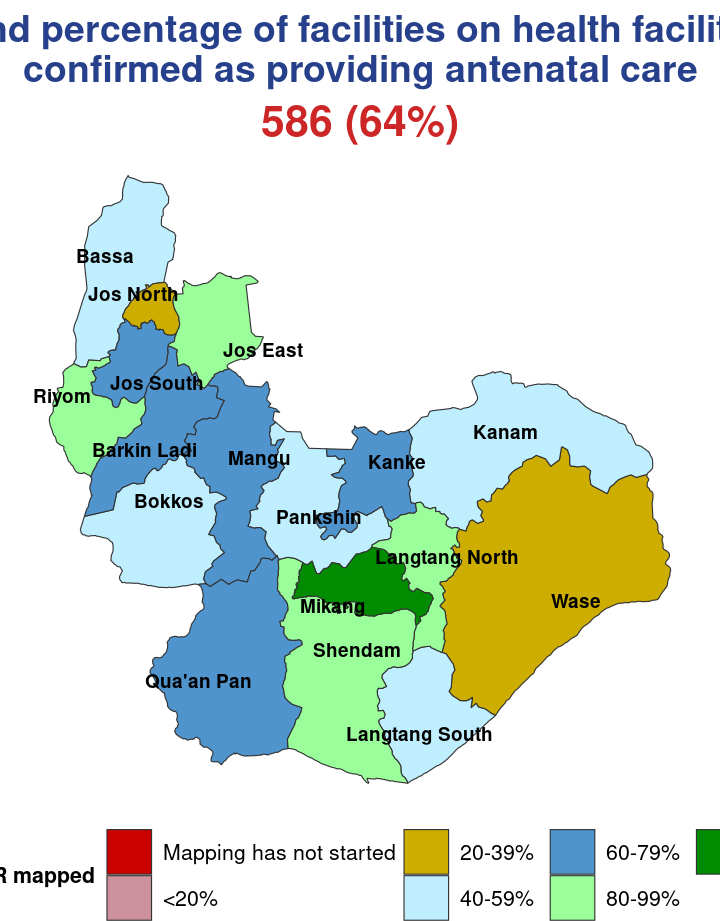 percentage of facilities on health
confirmed as providing antenatal care
586 (64%)
Bassa
Jos North
Jos East
Jos South
Riyom
Kanam
Barkin Ladi
Mangu
Kanke
Bokkos
Pankshin
Langtang North
Mikang
Wase
Shendam
Qua'an Pan
Langtang South
Mapping has not started
20-39%
60-79%
mapped
<20%
40-59%
80-99%